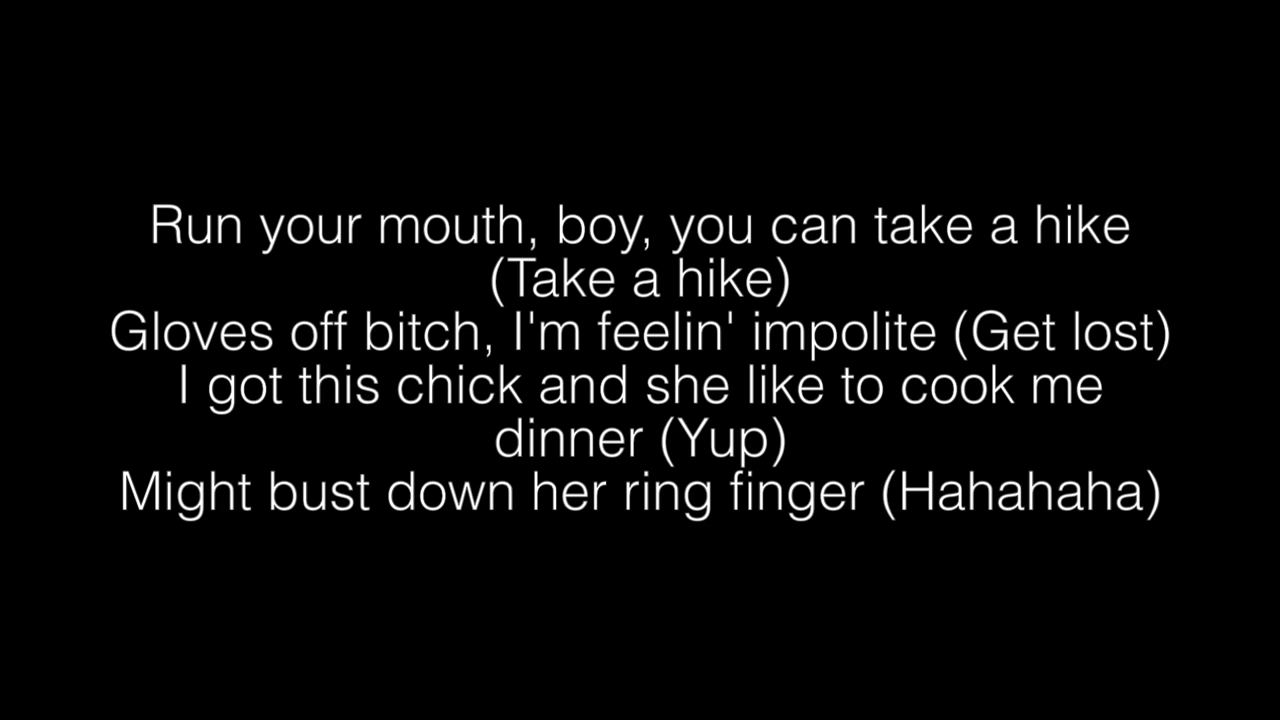 Run your mouth, boy, you can take a hike
(Take a hike)
Gloves off bitch, I'm feelin' impolite (Get lost)
I got this chick and she like to cook me
dinner (Yup)
Might bust down her ring finger (Hahahaha)